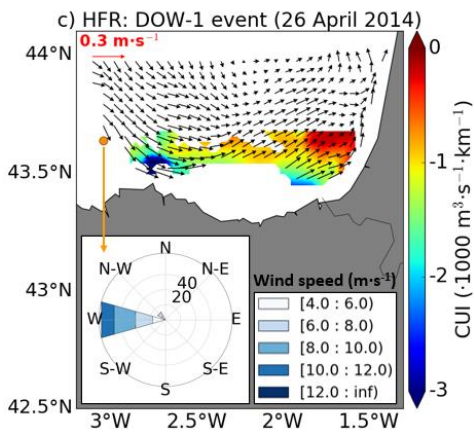 c) HFR: DOW-1 event (26 April 2014)
0.3 m·s⁻¹
44°N
43.5°N
43°N
42.5°N
3°W
2.5°W
2°W
1.5°W
N
N-E
E
S-E
S
S-W
W
N-W
40
20
Wind speed (m·s⁻¹)
[4.0 : 6.0)
[6.0 : 8.0)
[8.0 : 10.0)
[10.0 : 12.0)
[12.0 : inf)
0
-1
-2
-3
CUI (·1000 m³·s⁻¹·km⁻¹)